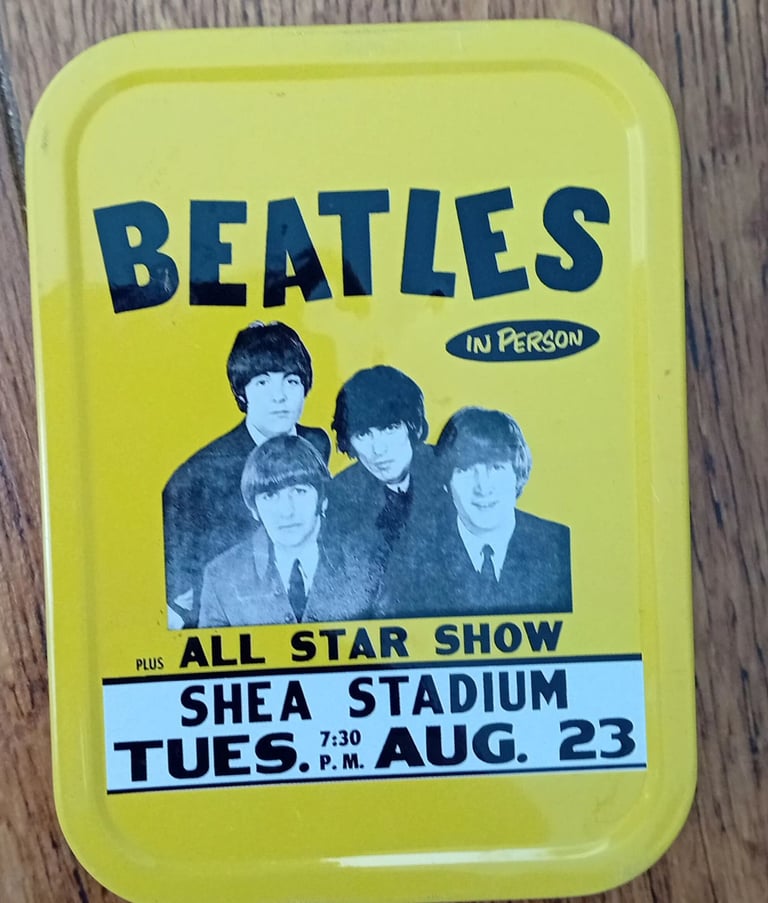 BEATLES
IN PERSON
PLUS ALL STAR SHOW
SHEA STADIUM
TUES. 7:30 P.M. AUG. 23